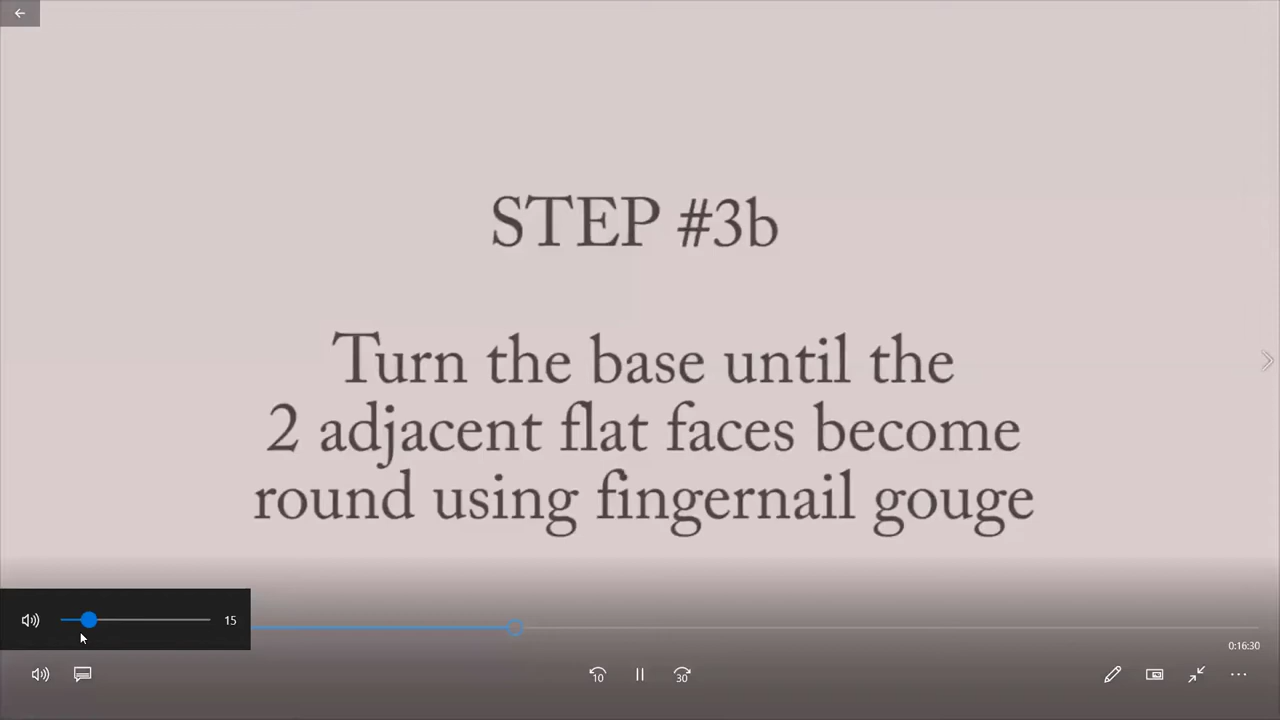 STEP #3b
Turn the base until the
2 adjacent flat faces become
round using fingernail gouge
15
0:16:30
10
30